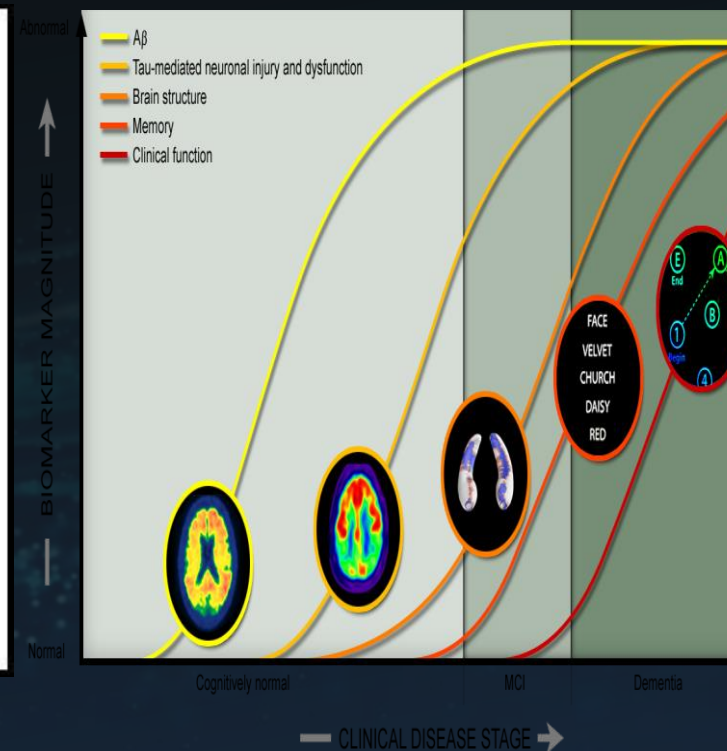 Abnormal
Aβ
Tau-mediated neuronal injury and dysfunction
Brain structure
Memory
Clinical function
BIOMARKER MAGNITUDE
E
End
A
B
1
Begin
4
FACE
VELVET
CHURCH
DAISY
RED
Normal
Cognitively normal
MCI
Dementia
CLINICAL DISEASE STAGE